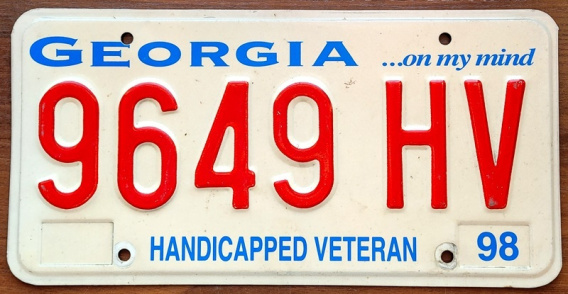 GEORGIA ...on my mind
9649 HV
HANDICAPPED VETERAN 98